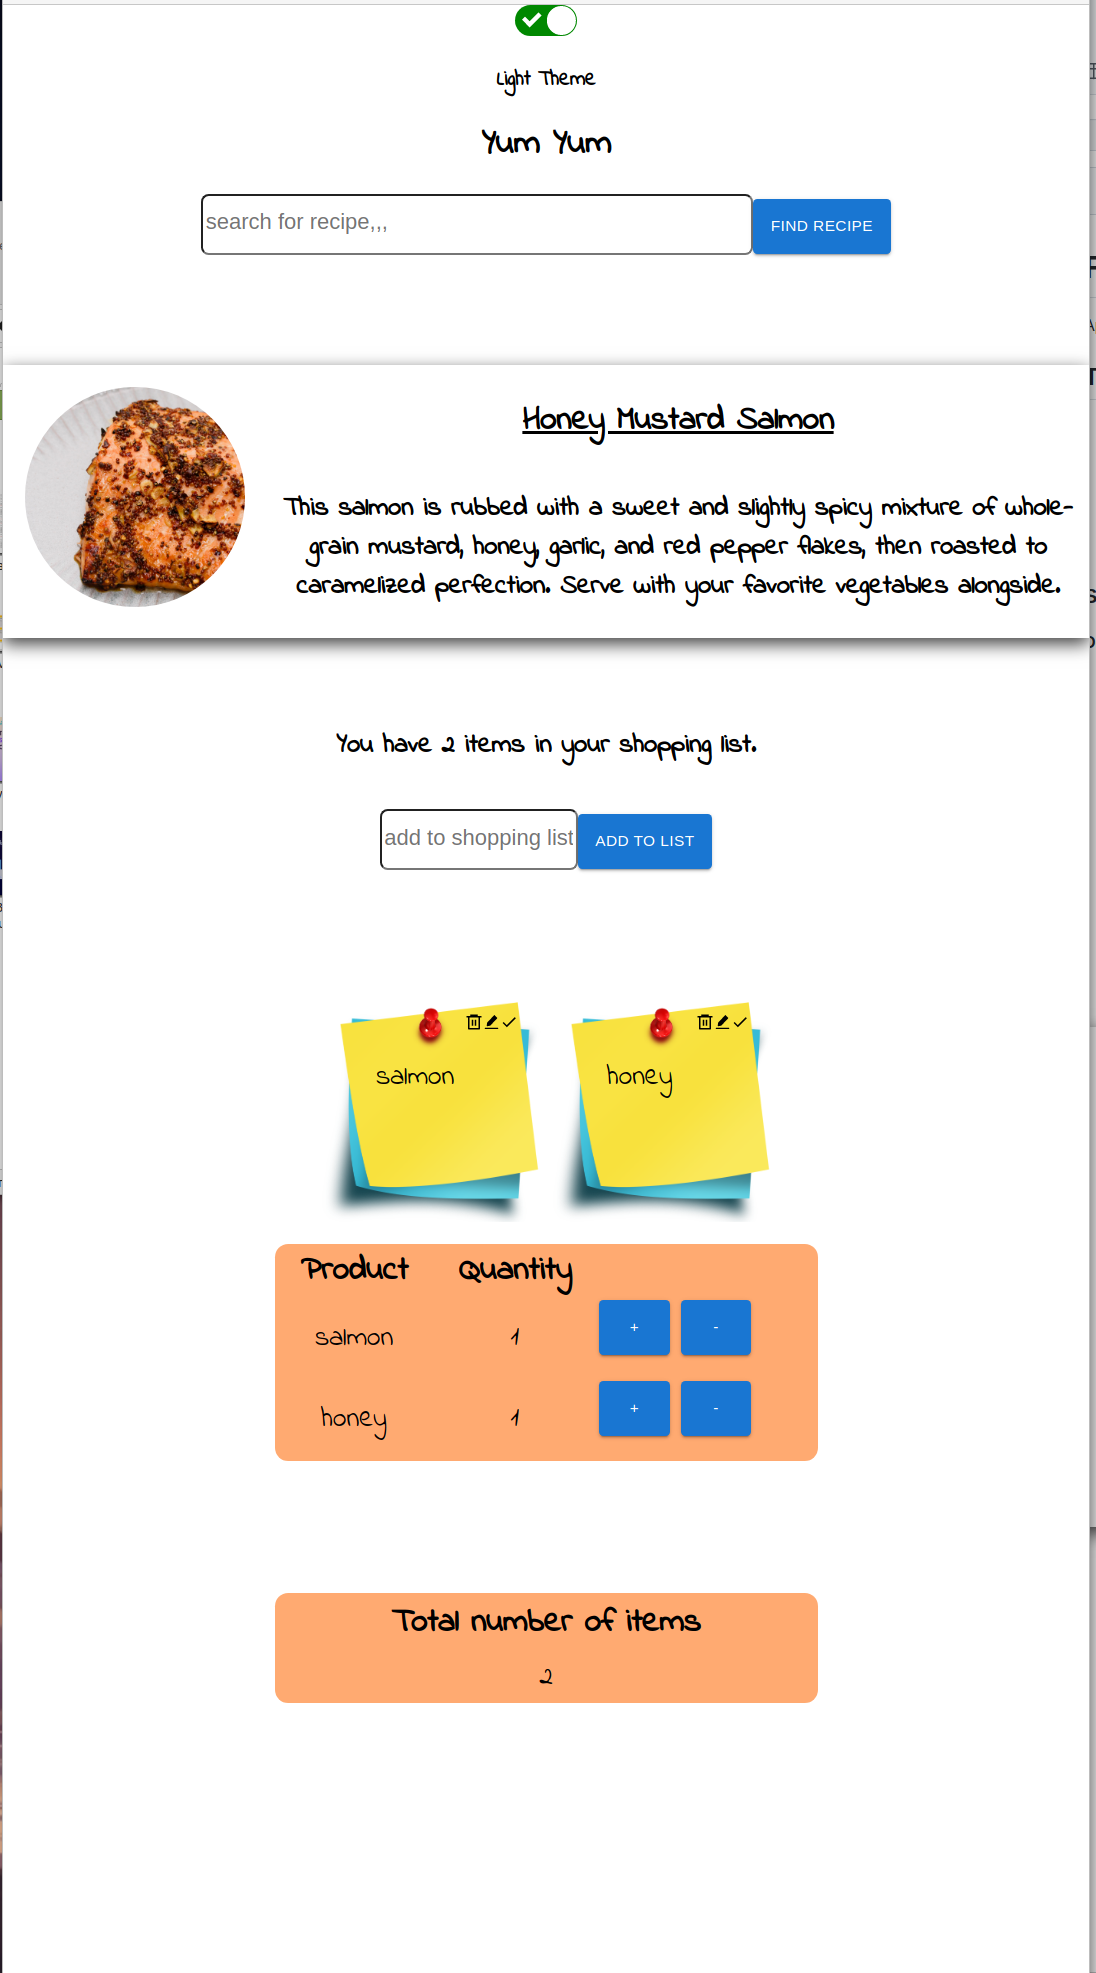 Light Theme
Yum Yum
search for recipe,,,
FIND RECIPE
Honey Mustard Salmon
This salmon is rubbed with a sweet and slightly spicy mixture of whole-
grain mustard, honey, garlic, and red pepper flakes, then roasted to
caramelized perfection. Serve with your favorite vegetables alongside.
You have 2 items in your shopping list.
add to shopping list
ADD TO LIST
salmon
honey
Product Quantity
salmon 1 + -
honey 1 + -
Total number of items
2